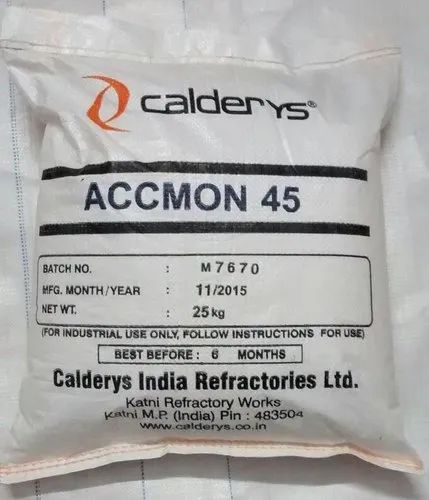 calderys®
ACCMON 45
BATCH NO. : M7670
MFG. MONTH/YEAR : 11/2015
NET WT. : 25kg
(FOR INDUSTRIAL USE ONLY, FOLLOW INSTRUCTIONS FOR USE)
BEST BEFORE : 6 MONTHS
Calderys India Refractories Ltd.
Katni Refractory Works
Katni M.P. (India) Pin : 483504
www.calderys.co.in